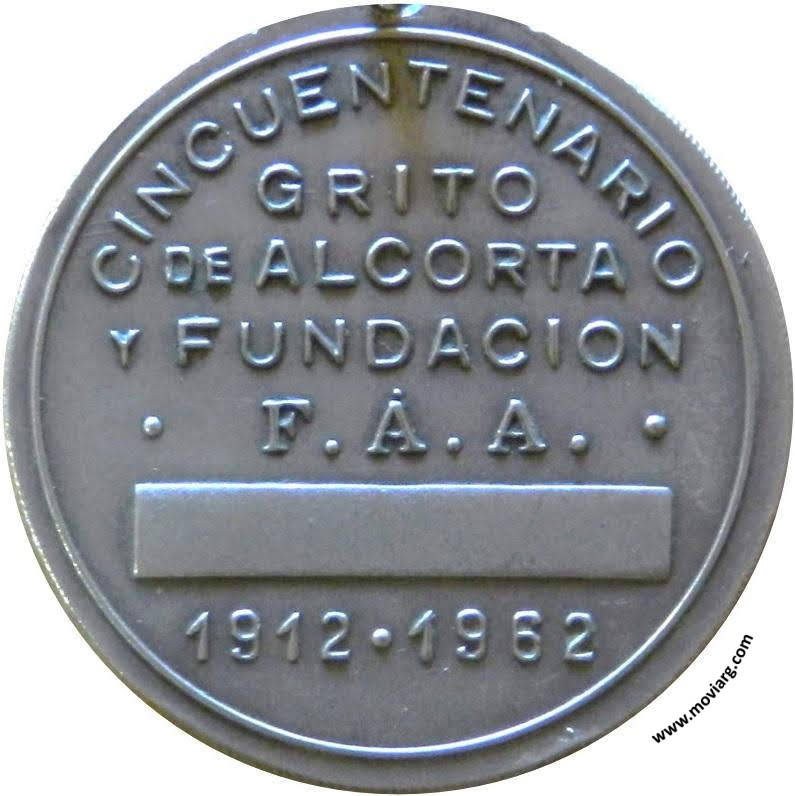 CINCUENTENARIO
GRITO
DE ALCORTA
Y FUNDACION
· F.A.A. ·
1912·1962
www.moviarg.com